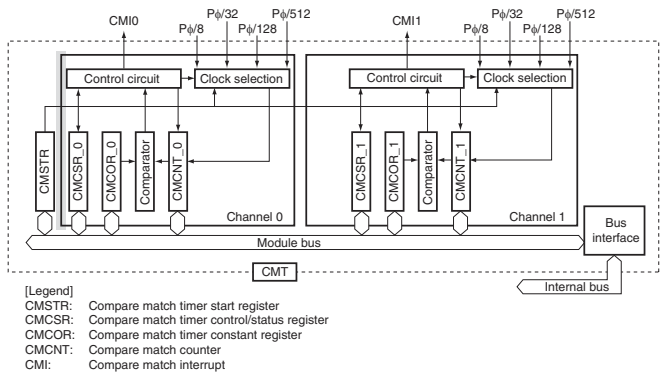 CMI0 Pϕ/8 Pϕ/32 Pϕ/128 Pϕ/512 CMI1 Pϕ/8 Pϕ/32 Pϕ/128 Pϕ/512
Control circuit Clock selection Control circuit Clock selection
CMSTR CMCSR_0 CMCOR_0 Comparator CMCNT_0 CMCSR_1 CMCOR_1 Comparator CMCNT_1
Channel 0 Channel 1
Module bus
Bus
interface
CMT
Internal bus
[Legend]
CMSTR: Compare match timer start register
CMCSR: Compare match timer control/status register
CMCOR: Compare match timer constant register
CMCNT: Compare match counter
CMI: Compare match interrupt